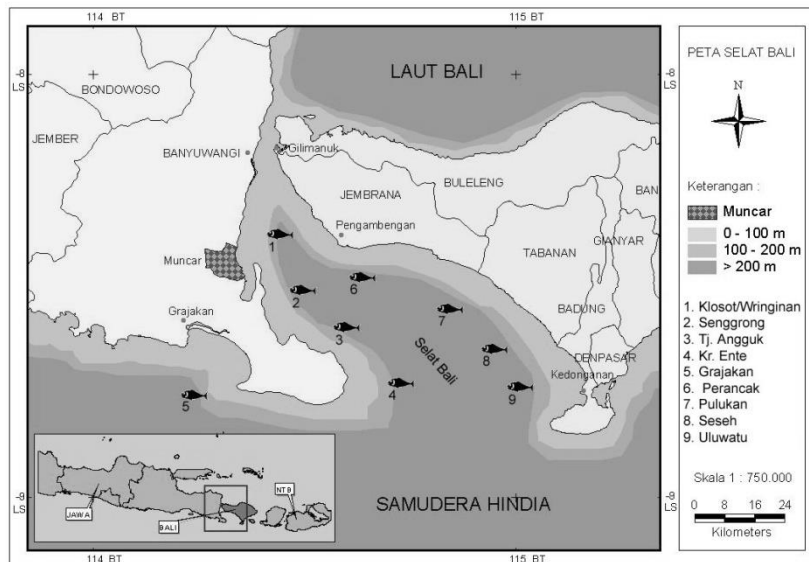 114 BT
115 BT
-8
LS
-8
LS
LAUT BALI
BONDOWOSO
JEMBER
BANYUWANGI
Gilimanuk
BULELENG
JEMBRANA
BAN
Pengambengan
GIANYAR
TABANAN
Muncar
BADUNG
Grajakan
DENPASAR
Kedonganan
Selat Bali
1
2
3
4
5
6
7
8
9
SAMUDERA HINDIA
JAWA
BALI
NTB
-9
LS
-9
LS
114 BT
115 BT
PETA SELAT BALI
N
Keterangan :
Muncar
0 - 100 m
100 - 200 m
> 200 m
1. Klosot/Wringinan
2. Senggrong
3. Tj. Angguk
4. Kr. Ente
5. Grajakan
6. Perancak
7. Pulukan
8. Seseh
9. Uluwatu
Skala 1 : 750.000
0 8 16 24
Kilometers